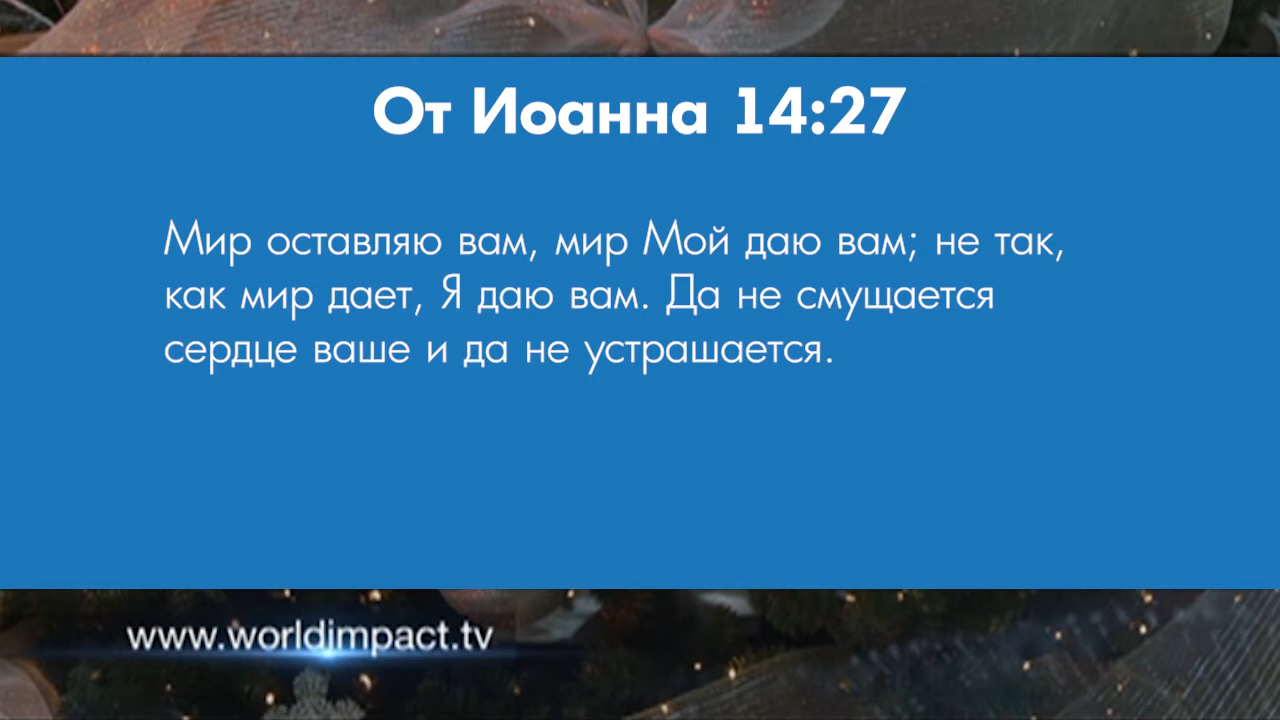 От Иоанна 14:27
Мир оставляю вам, мир Мой даю вам; не так,
как мир дает, Я даю вам. Да не смущается
сердце ваше и да не устрашается.
www.worldimpact.tv